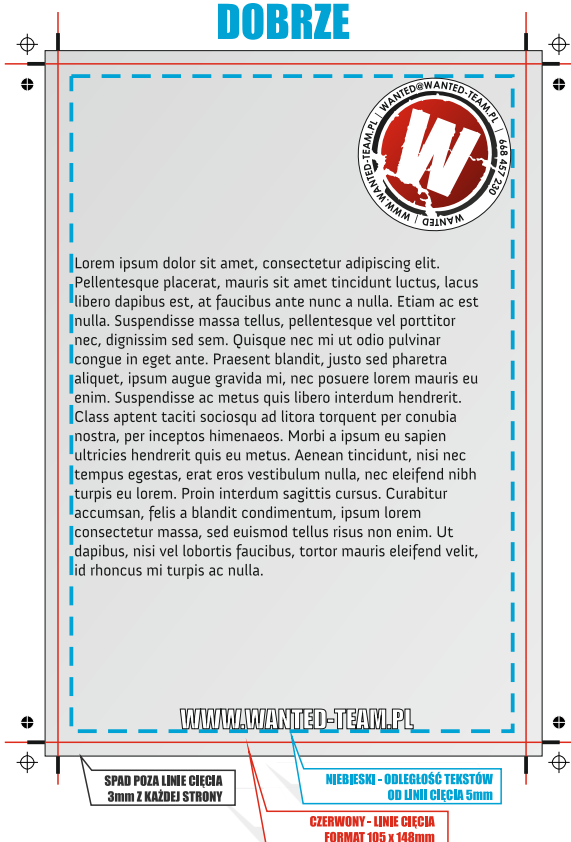 DOBRZE
WWW.WANTED-TEAM.PL | WANTED@WANTED-TEAM.PL | 668 457 230
| WANTED |
W
Lorem ipsum dolor sit amet, consectetur adipiscing elit.
Pellentesque placerat, mauris sit amet tincidunt luctus, lacus
libero dapibus est, at faucibus ante nunc a nulla. Etiam ac est
nulla. Suspendisse massa tellus, pellentesque vel porttitor
nec, dignissim sed sem. Quisque nec mi ut odio pulvinar
congue in eget ante. Praesent blandit, justo sed pharetra
aliquet, ipsum augue gravida mi, nec posuere lorem mauris eu
enim. Suspendisse ac metus quis libero interdum hendrerit.
Class aptent taciti sociosqu ad litora torquent per conubia
nostra, per inceptos himenaeos. Morbi a ipsum eu sapien
ultricies hendrerit quis eu metus. Aenean tincidunt, nisi nec
tempus egestas, erat eros vestibulum nulla, nec eleifend nibh
turpis eu lorem. Proin interdum sagittis cursus. Curabitur
accumsan, felis a blandit condimentum, ipsum lorem
consectetur massa, sed euismod tellus risus non enim. Ut
dapibus, nisi vel lobortis faucibus, tortor mauris eleifend velit,
id rhoncus mi turpis ac nulla.
WWW.WANTED-TEAM.PL
SPAD POZA LINIE CIĘCIA
3mm Z KAŻDEJ STRONY
NIEBIESKI - ODLEGŁOŚĆ TEKSTÓW
OD LINII CIĘCIA 5mm
CZERWONY - LINIE CIĘCIA
FORMAT 105 x 148mm